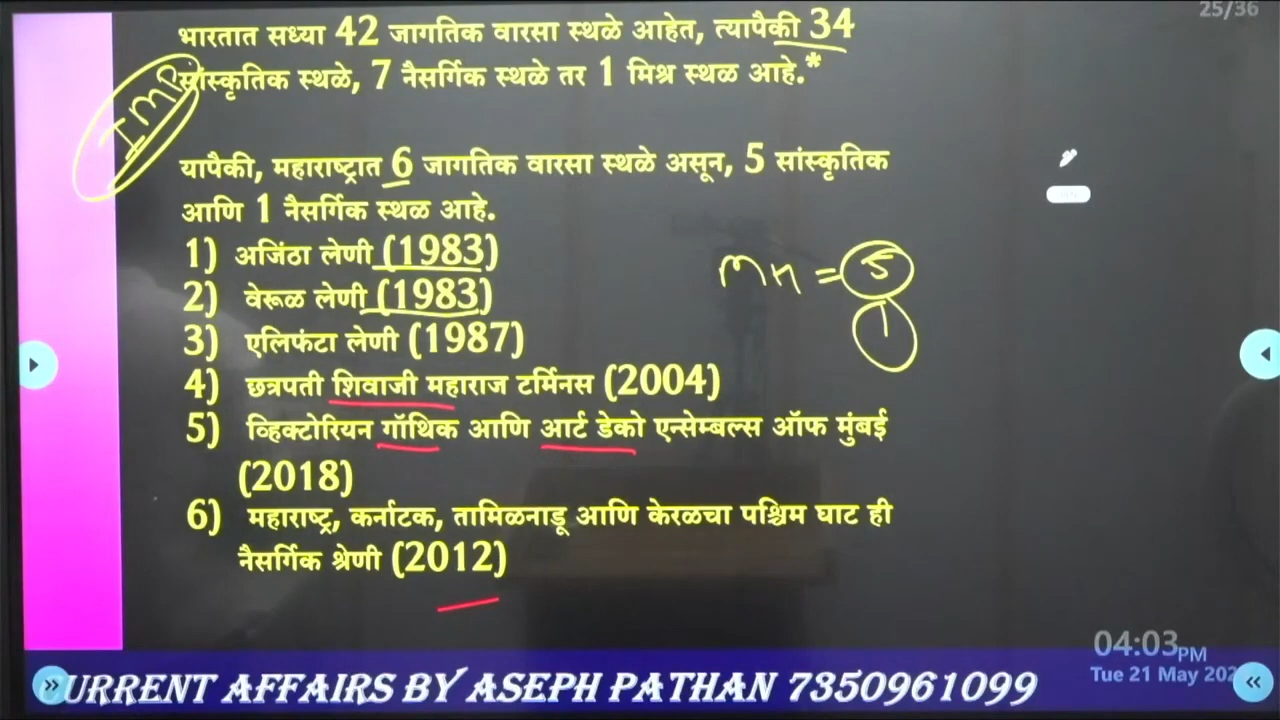 25/36
भारतात सध्या 42 जागतिक वारसा स्थळे आहेत, त्यापैकी 34
सांस्कृतिक स्थळे, 7 नैसर्गिक स्थळे तर 1 मिश्र स्थळ आहे.*
IMP
यापैकी, महाराष्ट्रात 6 जागतिक वारसा स्थळे असून, 5 सांस्कृतिक
आणि 1 नैसर्गिक स्थळ आहे.
1) अजिंठा लेणी (1983)
2) वेरूळ लेणी (1983)
MH = 5
1
3) एलिफंटा लेणी (1987)
4) छत्रपती शिवाजी महाराज टर्मिनस (2004)
5) व्हिक्टोरियन गॉथिक आणि आर्ट डेको एन्सेम्बल्स ऑफ मुंबई
(2018)
6) महाराष्ट्र, कर्नाटक, तामिळनाडू आणि केरळचा पश्चिम घाट ही
नैसर्गिक श्रेणी (2012)
04:03 PM
Tue 21 May 202
CURRENT AFFAIRS BY ASEPH PATHAN 7350961099